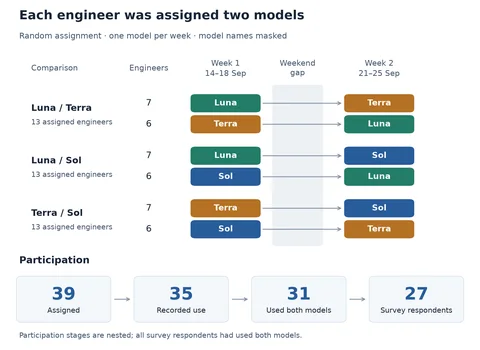 Each engineer was assigned two models
Random assignment · one model per week · model names masked
Comparison
Engineers
Week 1
14–18 Sep
Weekend
gap
Week 2
21–25 Sep
Luna / Terra
13 assigned engineers
7
Luna
Terra
6
Terra
Luna
Luna / Sol
13 assigned engineers
7
Luna
Sol
6
Sol
Luna
Terra / Sol
13 assigned engineers
7
Terra
Sol
6
Sol
Terra
Participation
39
Assigned
35
Recorded use
31
Used both models
27
Survey respondents
Participation stages are nested; all survey respondents had used both models.